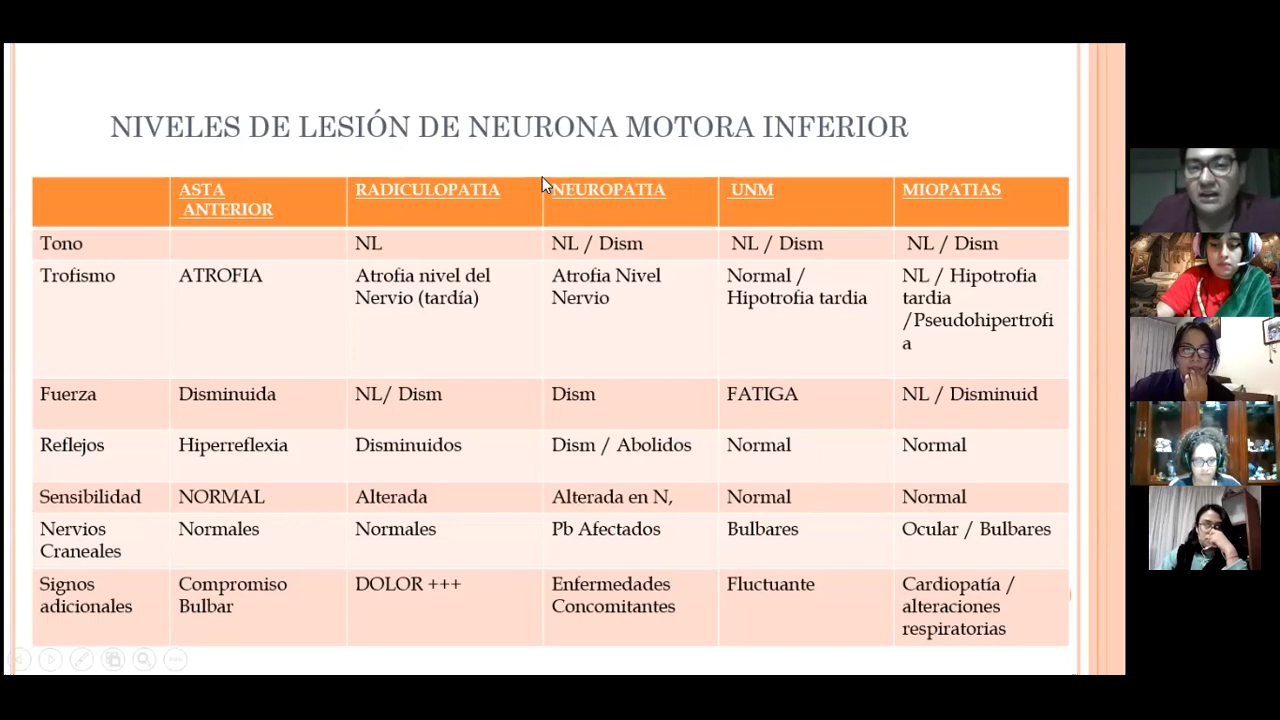 NIVELES DE LESIÓN DE NEURONA MOTORA INFERIOR
ASTA
ANTERIOR
RADICULOPATIA
NEUROPATIA
UNM
MIOPATIAS
Tono
NL
NL / Dism
NL / Dism
NL / Dism
Trofismo
ATROFIA
Atrofia nivel del
Nervio (tardía)
Atrofia Nivel
Nervio
Normal /
Hipotrofia tardia
NL / Hipotrofia
tardia
/Pseudohipertrofi
a
Fuerza
Disminuida
NL/ Dism
Dism
FATIGA
NL / Disminuid
Reflejos
Hiperreflexia
Disminuidos
Dism / Abolidos
Normal
Normal
Sensibilidad
NORMAL
Alterada
Alterada en N,
Normal
Normal
Nervios
Craneales
Normales
Normales
Pb Afectados
Bulbares
Ocular / Bulbares
Signos
adicionales
Compromiso
Bulbar
DOLOR +++
Enfermedades
Concomitantes
Fluctuante
Cardiopatía /
alteraciones
respiratorias